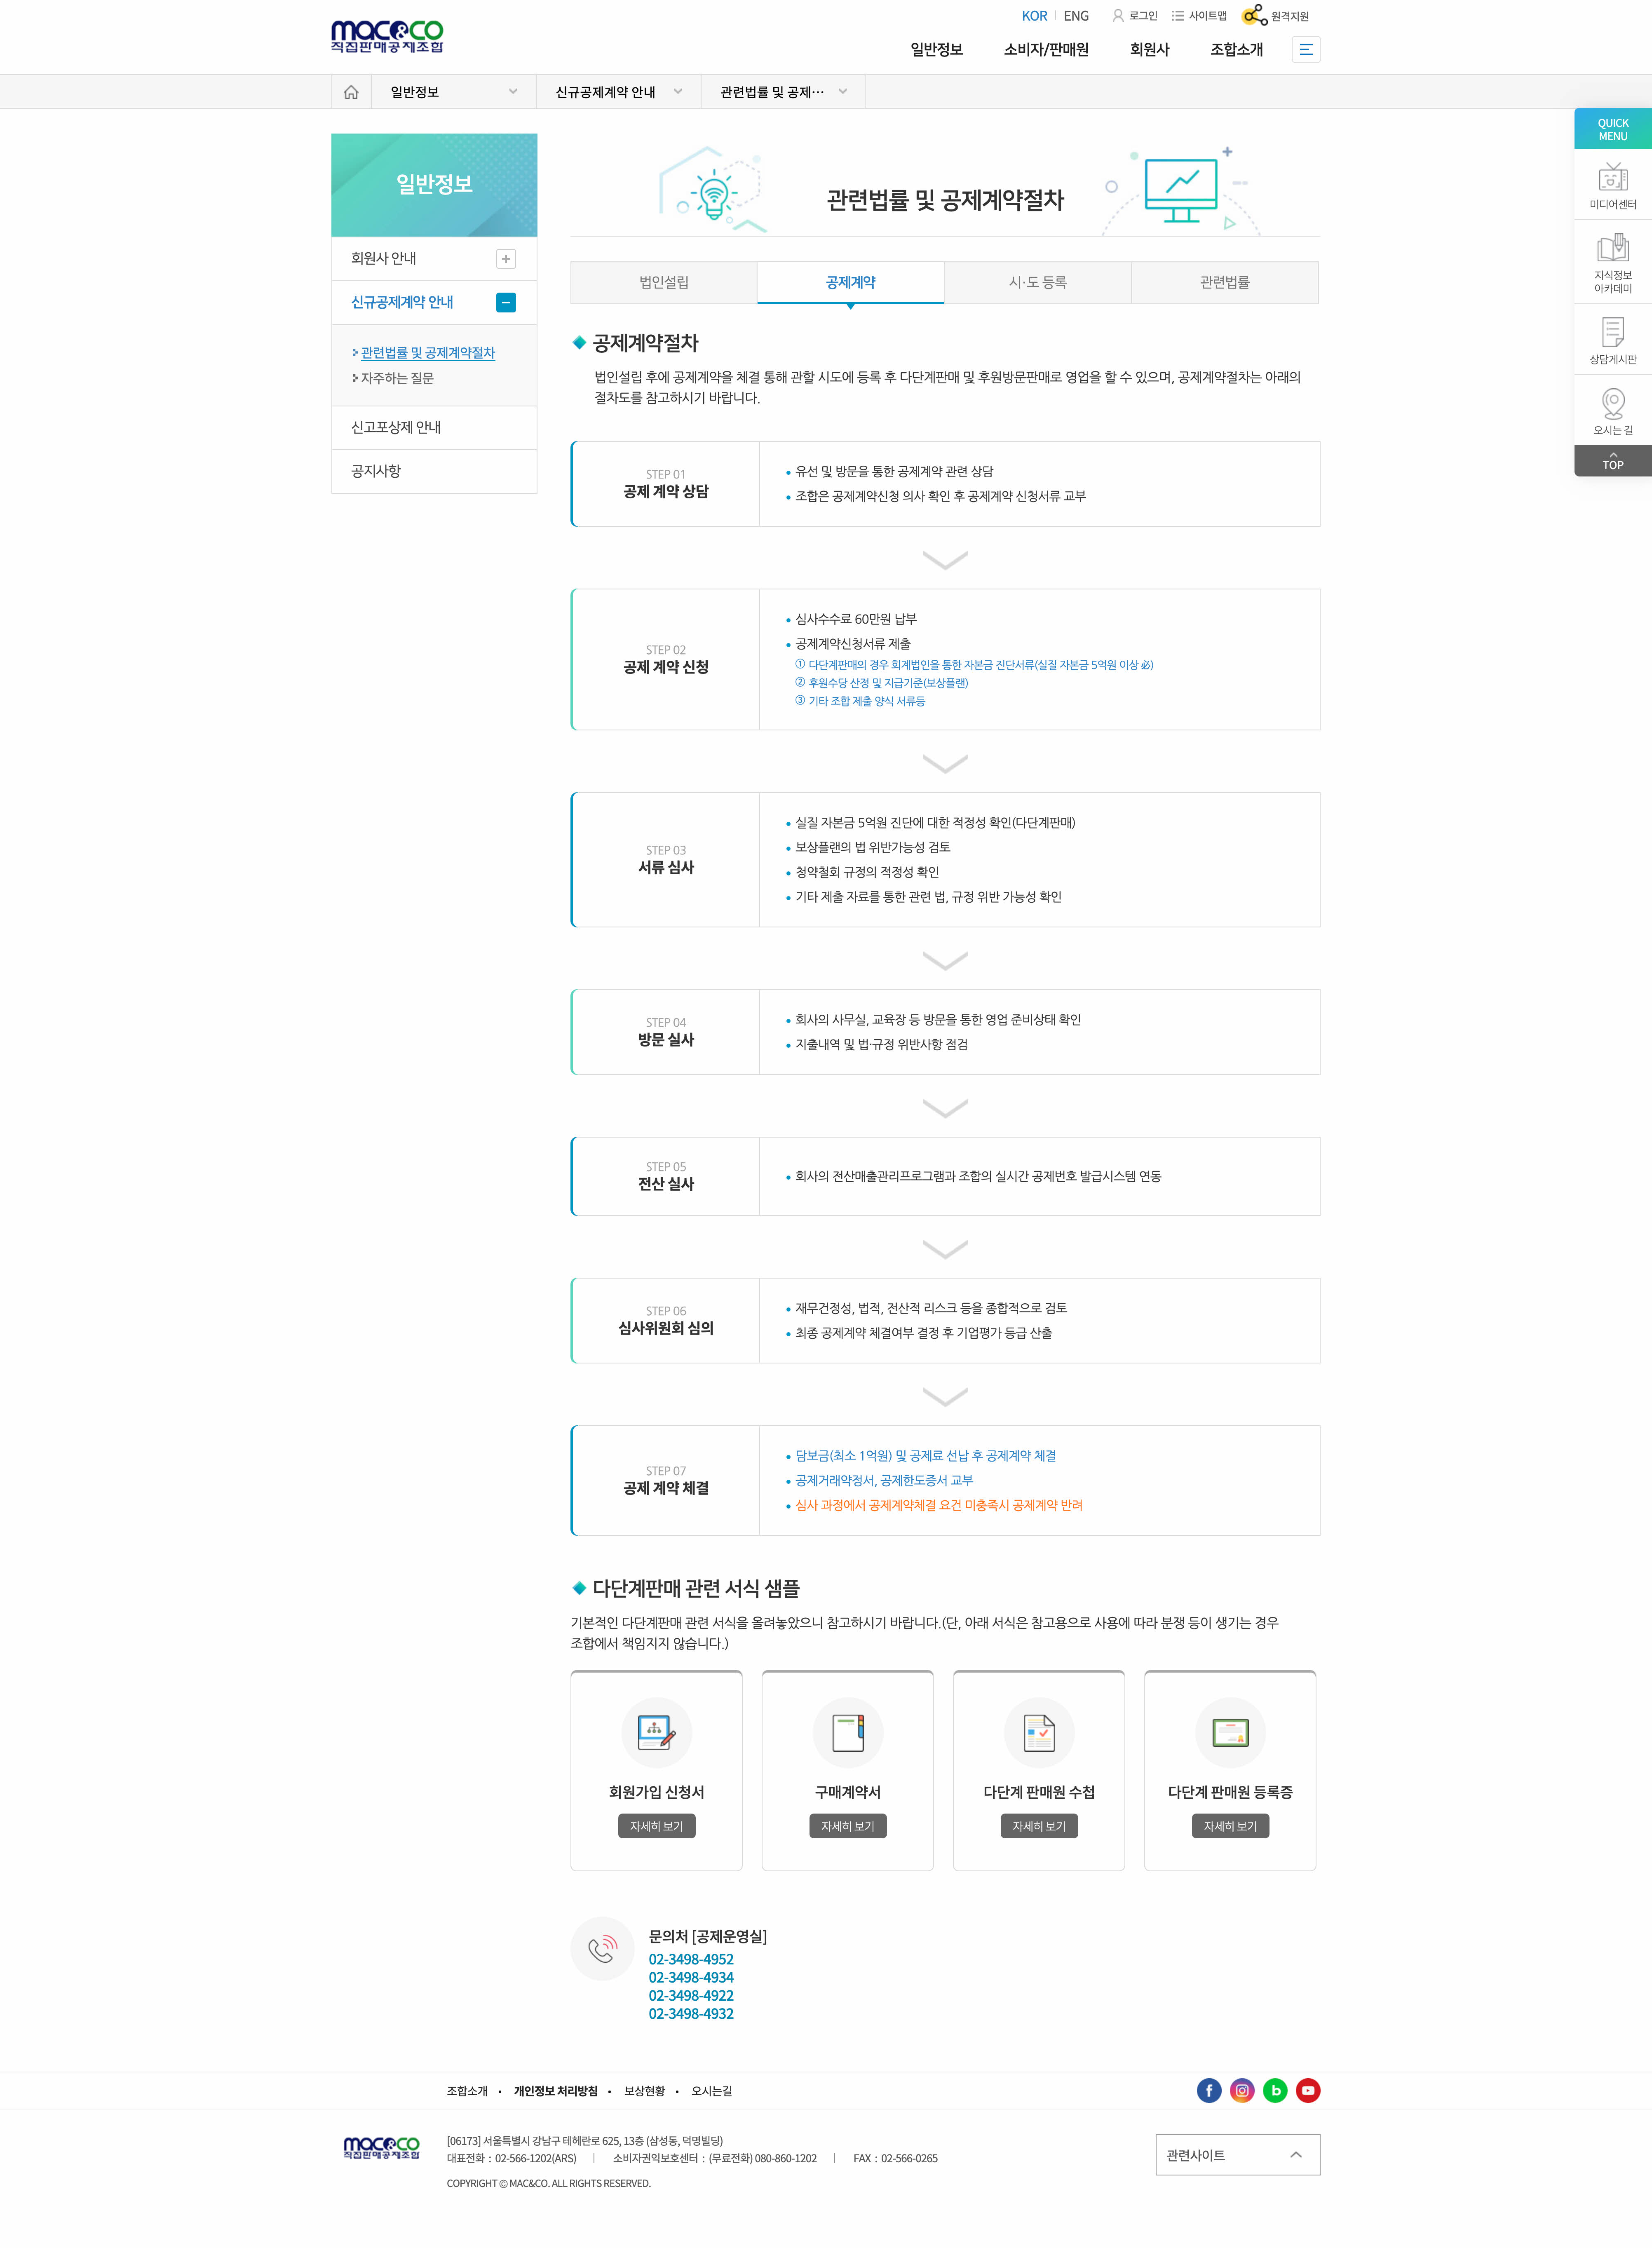 KOR
ENG
로그인
사이트맵
원격지원
MAC&CO
직접판매공제조합
일반정보
소비자/판매원
회원사
조합소개
일반정보
신규공제계약 안내
관련법률 및 공제…
QUICK
MENU
미디어센터
지식정보
아카데미
상담게시판
오시는 길
TOP
일반정보
회원사 안내
신규공제계약 안내
관련법률 및 공제계약절차
자주하는 질문
신고포상제 안내
공지사항
관련법률 및 공제계약절차
법인설립
공제계약
시·도 등록
관련법률
공제계약절차
법인설립 후에 공제계약을 체결 통해 관할 시도에 등록 후 다단계판매 및 후원방문판매로 영업을 할 수 있으며, 공제계약절차는 아래의
절차도를 참고하시기 바랍니다.
STEP 01
공제 계약 상담
유선 및 방문을 통한 공제계약 관련 상담
조합은 공제계약신청 의사 확인 후 공제계약 신청서류 교부
STEP 02
공제 계약 신청
심사수수료 60만원 납부
공제계약신청서류 제출
① 다단계판매의 경우 회계법인을 통한 자본금 진단서류(실질 자본금 5억원 이상 必)
② 후원수당 산정 및 지급기준(보상플랜)
③ 기타 조합 제출 양식 서류등
STEP 03
서류 심사
실질 자본금 5억원 진단에 대한 적정성 확인(다단계판매)
보상플랜의 법 위반가능성 검토
청약철회 규정의 적정성 확인
기타 제출 자료를 통한 관련 법, 규정 위반 가능성 확인
STEP 04
방문 실사
회사의 사무실, 교육장 등 방문을 통한 영업 준비상태 확인
지출내역 및 법·규정 위반사항 점검
STEP 05
전산 실사
회사의 전산매출관리프로그램과 조합의 실시간 공제번호 발급시스템 연동
STEP 06
심사위원회 심의
재무건정성, 법적, 전산적 리스크 등을 종합적으로 검토
최종 공제계약 체결여부 결정 후 기업평가 등급 산출
STEP 07
공제 계약 체결
담보금(최소 1억원) 및 공제료 선납 후 공제계약 체결
공제거래약정서, 공제한도증서 교부
심사 과정에서 공제계약체결 요건 미충족시 공제계약 반려
다단계판매 관련 서식 샘플
기본적인 다단계판매 관련 서식을 올려놓았으니 참고하시기 바랍니다.(단, 아래 서식은 참고용으로 사용에 따라 분쟁 등이 생기는 경우
조합에서 책임지지 않습니다.)
회원가입 신청서
자세히 보기
구매계약서
자세히 보기
다단계 판매원 수첩
자세히 보기
다단계 판매원 등록증
자세히 보기
문의처 [공제운영실]
02-3498-4952
02-3498-4934
02-3498-4922
02-3498-4932
조합소개 • 개인정보 처리방침 • 보상현황 • 오시는길
MAC&CO
직접판매공제조합
[06173] 서울특별시 강남구 테헤란로 625, 13층 (삼성동, 덕명빌딩)
대표전화 : 02-566-1202(ARS) | 소비자권익보호센터 : (무료전화) 080-860-1202 | FAX : 02-566-0265
COPYRIGHT © MAC&CO. ALL RIGHTS RESERVED.
관련사이트